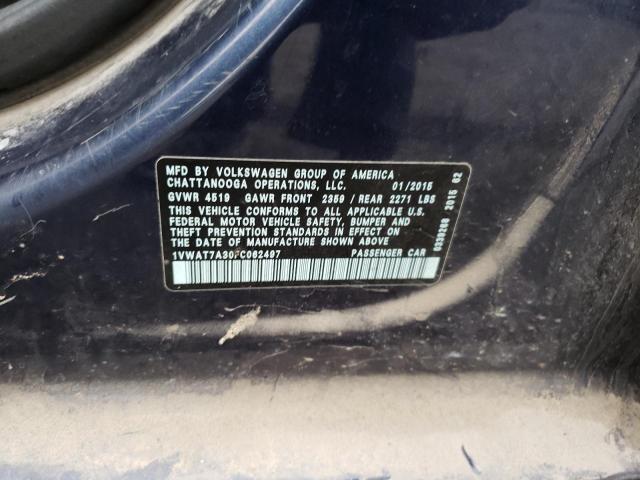 MFD BY VOLKSWAGEN GROUP OF AMERICA
CHATTANOOGA OPERATIONS, LLC. 01/2015
GVWR 4519 GAWR FRONT 2359 / REAR 2271 LBS
THIS VEHICLE CONFORMS TO ALL APPLICABLE U.S.
FEDERAL MOTOR VEHICLE SAFETY, BUMPER AND
THEFT PREVENTION STANDARDS IN EFFECT ON THE
DATE OF MANUFACTURE SHOWN ABOVE
PASSENGER CAR
2015 02